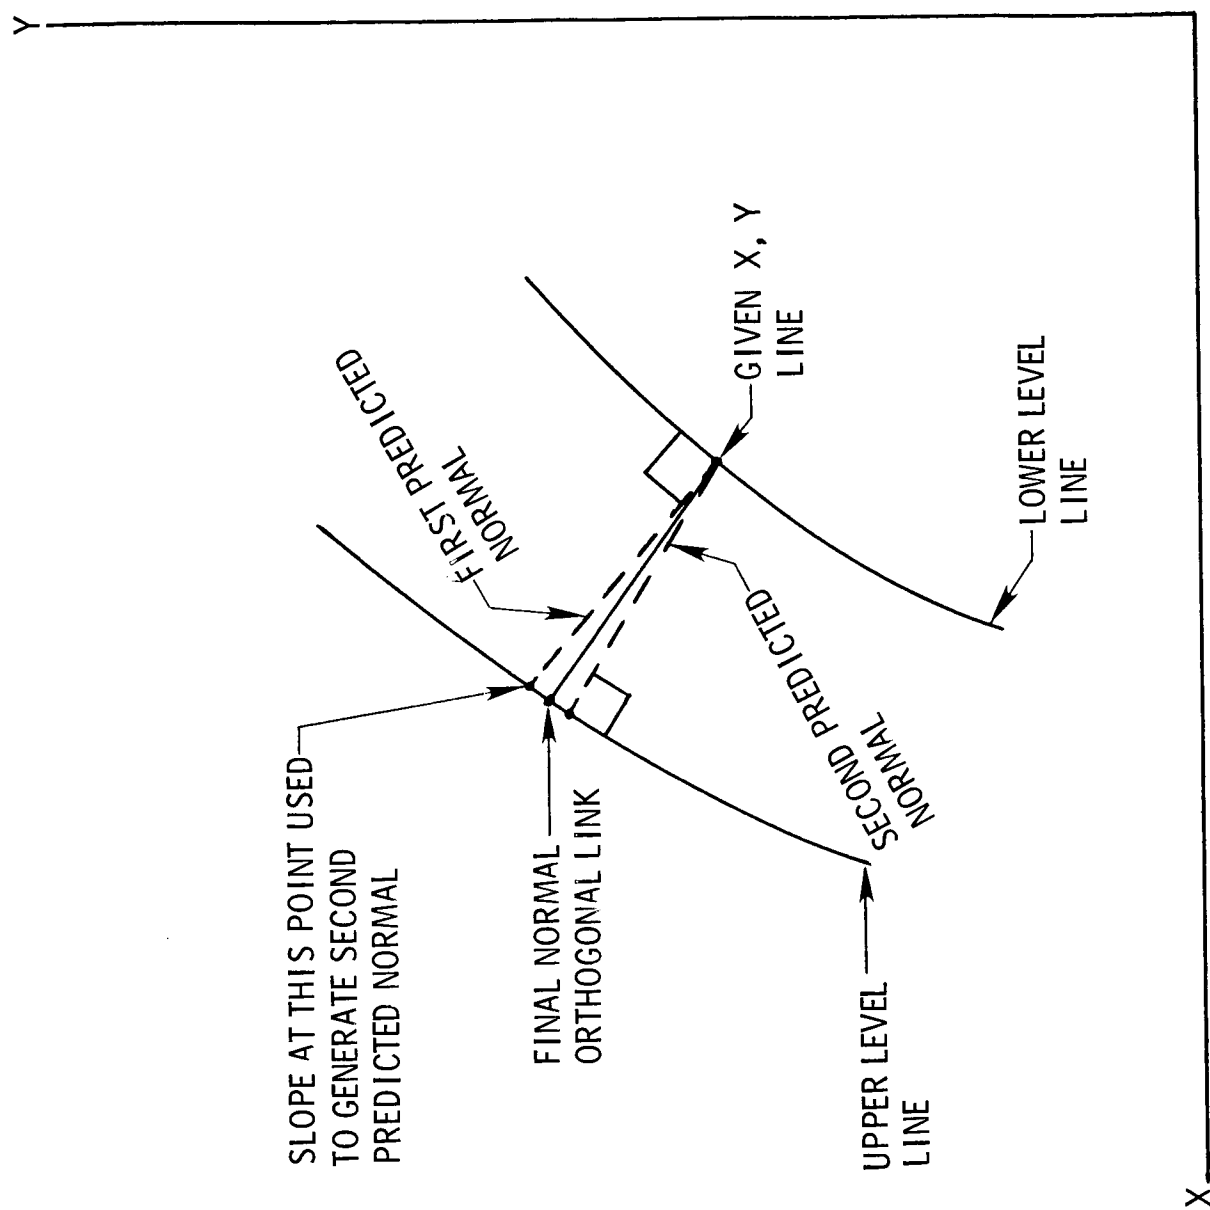 Y
SLOPE AT THIS POINT USED
TO GENERATE SECOND
PREDICTED NORMAL
FIRST PREDICTED
NORMAL
FINAL NORMAL
ORTHOGONAL LINK
GIVEN X, Y
LINE
SECOND PREDICTED
NORMAL
UPPER LEVEL
LINE
LOWER LEVEL
LINE
X